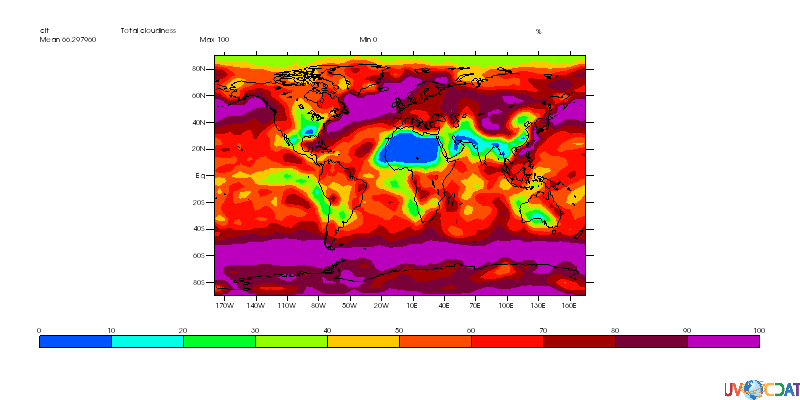 clt Total cloudness %
Mean 66.297960 Max 100 Min 0
80N
60N
40N
20N
Eq
20S
40S
60S
80S
170W 140W 110W 80W 50W 20W 10E 40E 70E 100E 130E 160E
0 10 20 30 40 50 60 70 80 90 100
UV CDAT